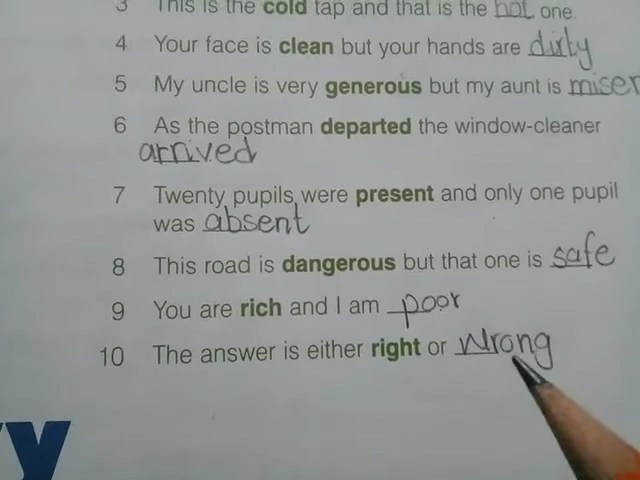 3 This is the cold tap and that is the hot one.
4 Your face is clean but your hands are dirty
5 My uncle is very generous but my aunt is miser
6 As the postman departed the window-cleaner
arrived
7 Twenty pupils were present and only one pupil
was absent
8 This road is dangerous but that one is safe
9 You are rich and I am poor
10 The answer is either right or wrong